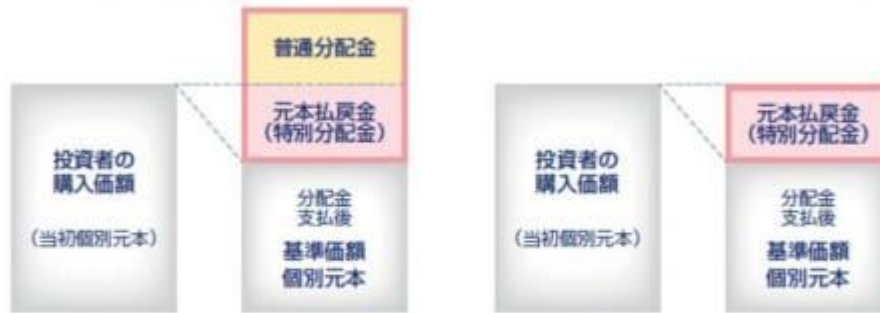 普通分配金
元本払戻金
(特別分配金)
投資者の
購入価額
(当初個別元本)
分配金
支払後
基準価額
個別元本
元本払戻金
(特別分配金)
投資者の
購入価額
(当初個別元本)
分配金
支払後
基準価額
個別元本